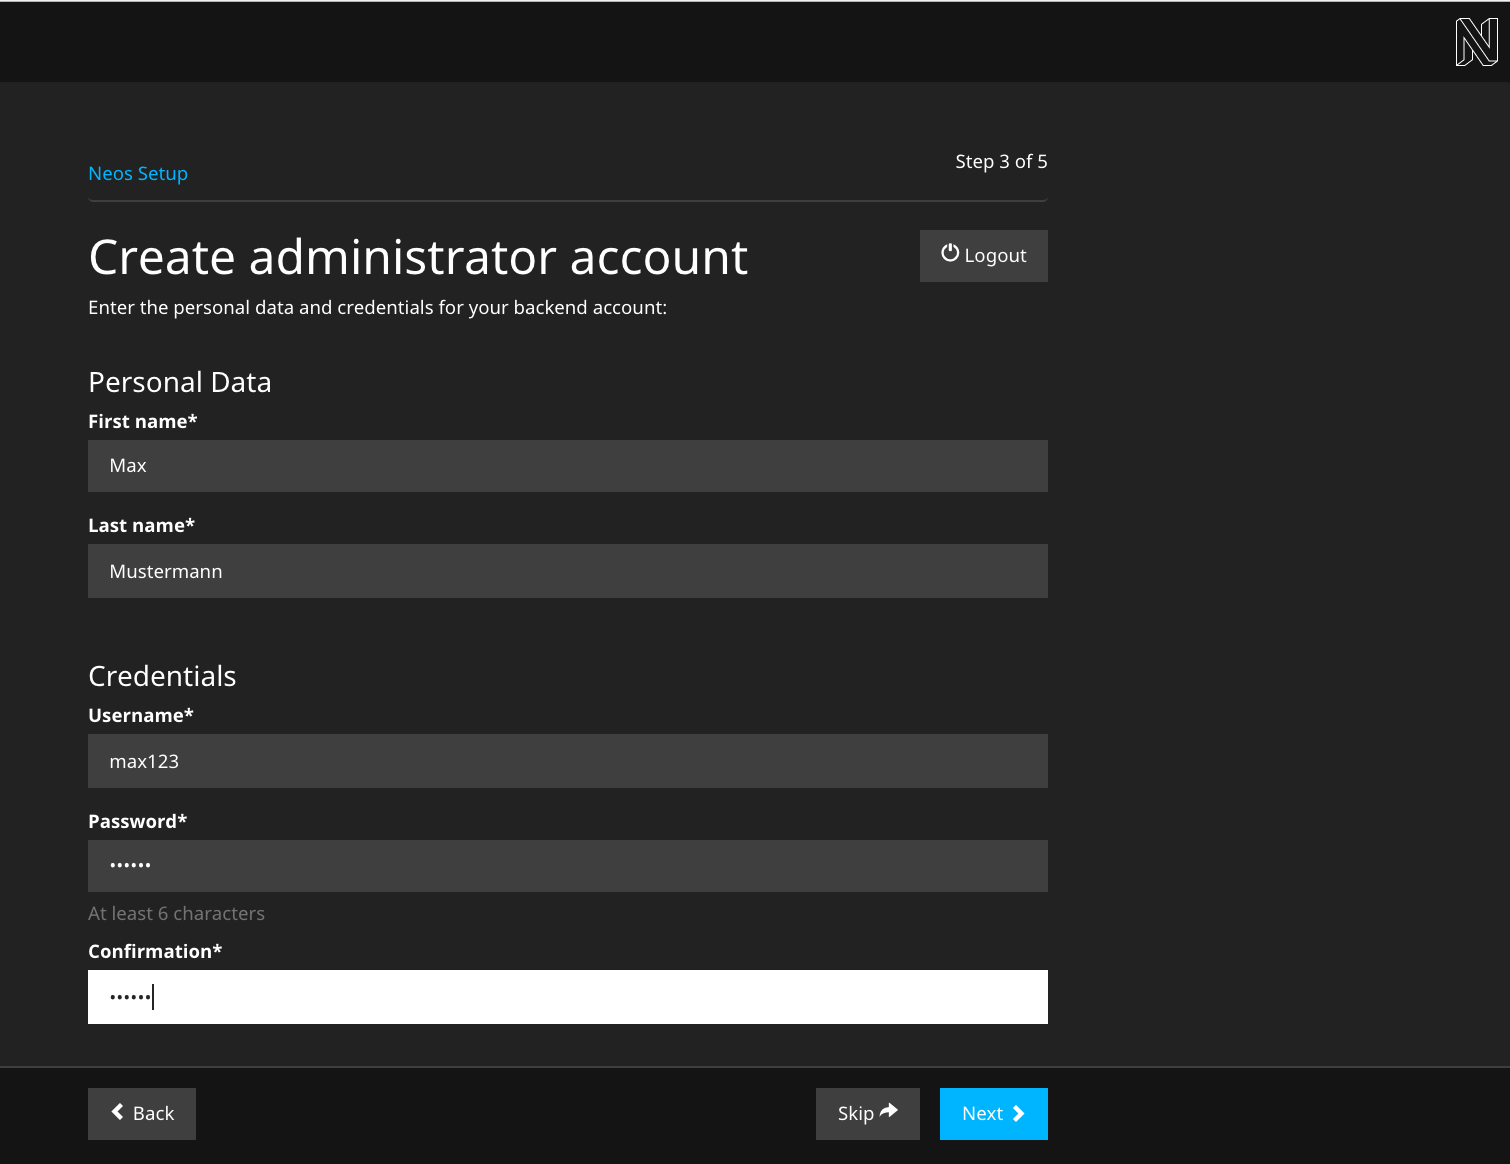 Neos Setup
Step 3 of 5
Create administrator account
Logout
Enter the personal data and credentials for your backend account:
Personal Data
First name*
Max
Last name*
Mustermann
Credentials
Username*
max123
Password*
••••••
At least 6 characters
Confirmation*
••••••
Back
Skip
Next